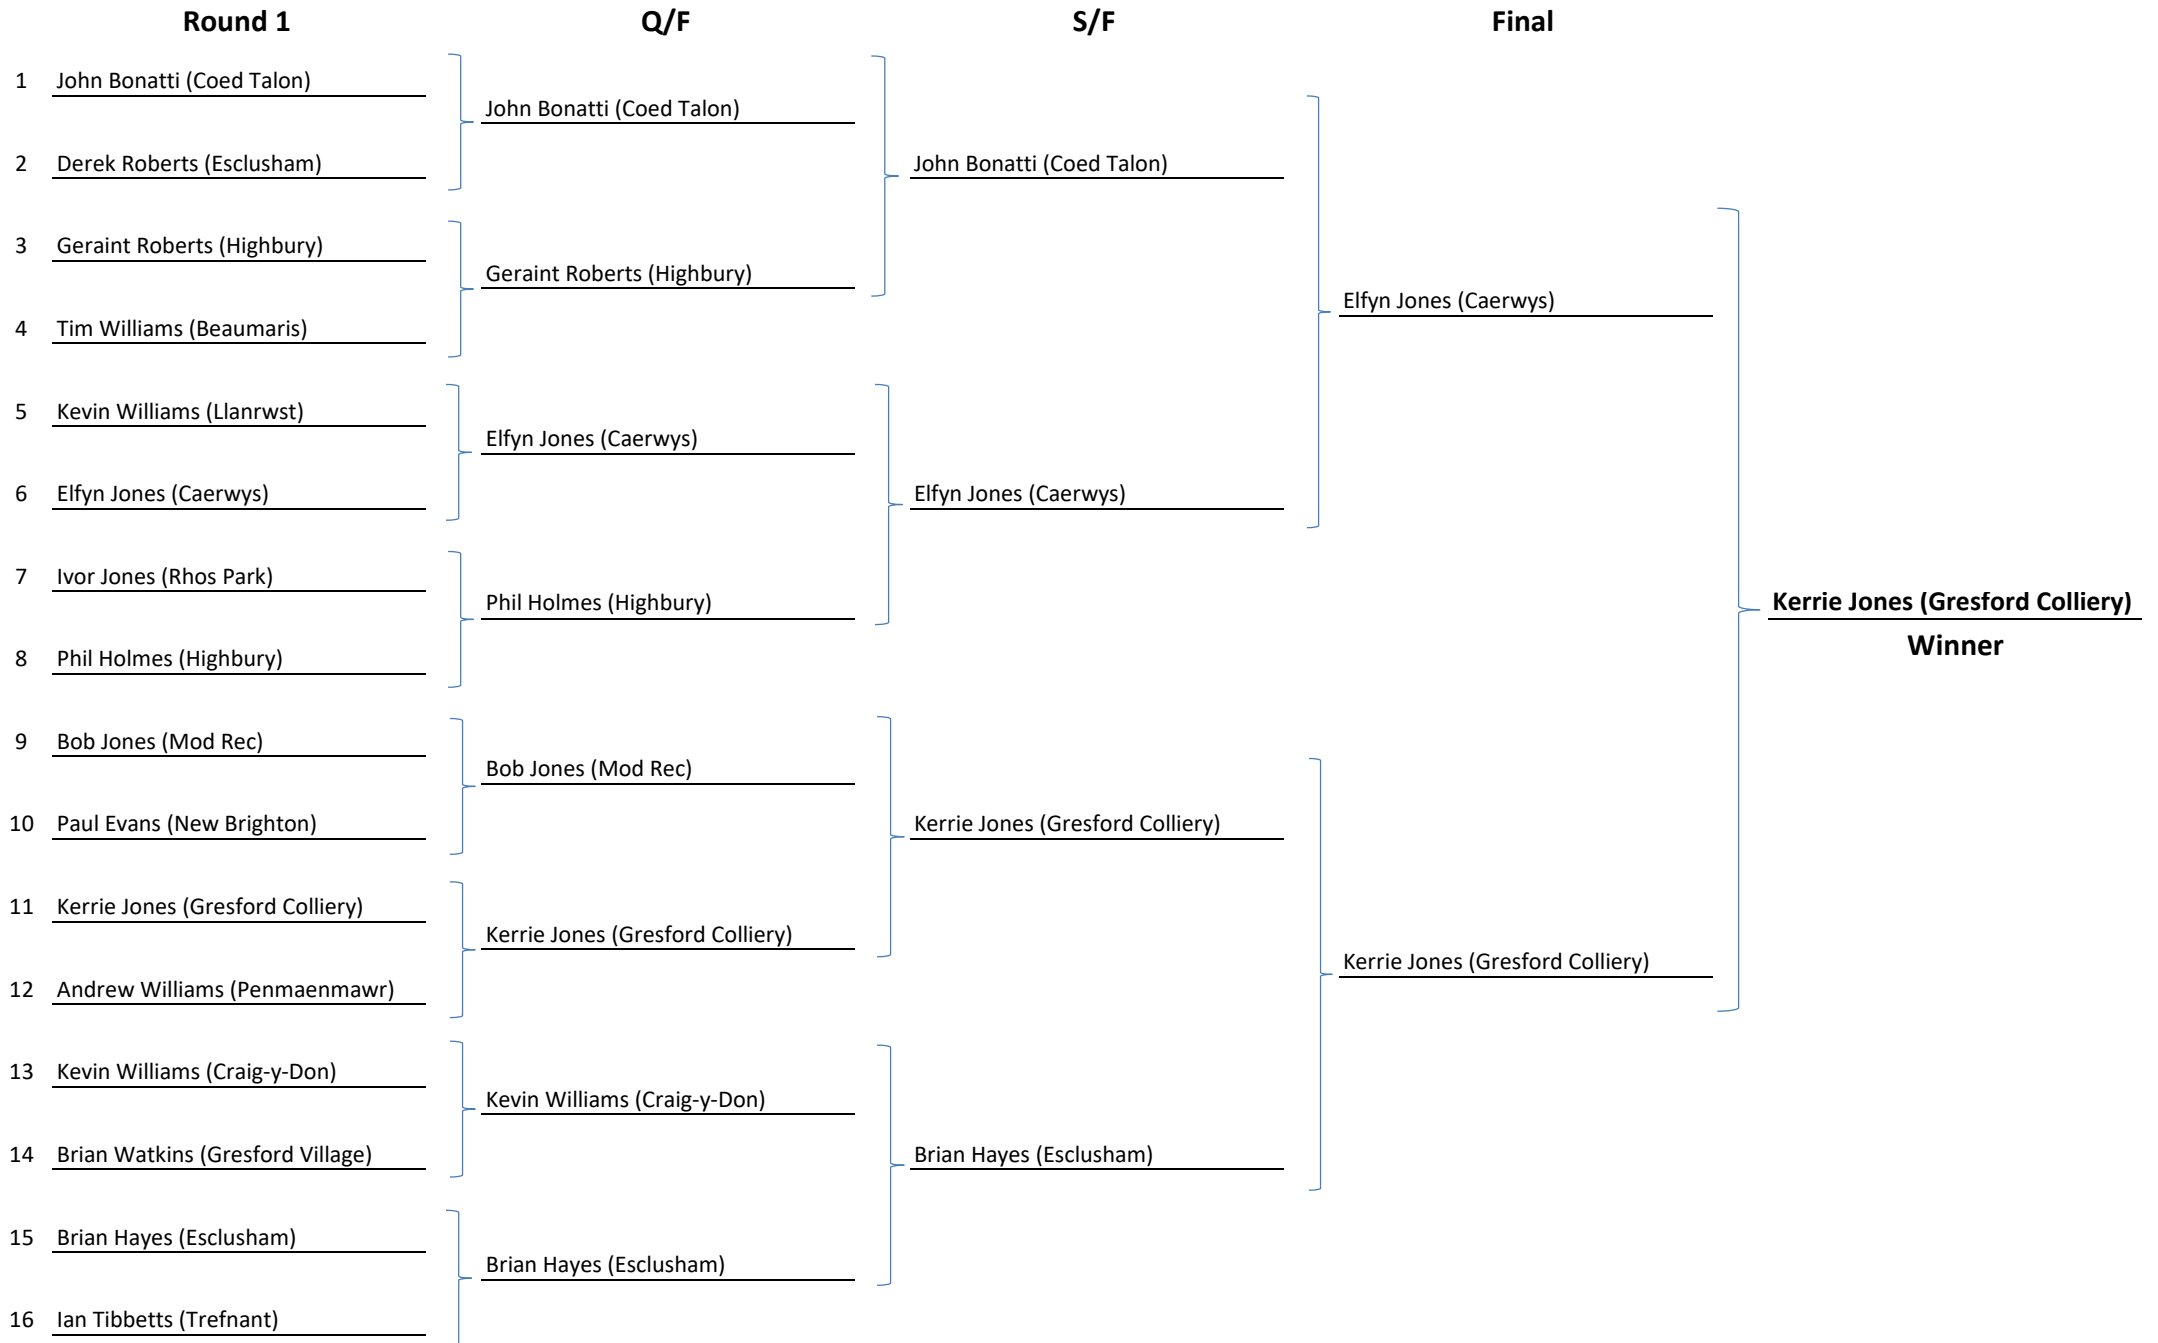 Round 1 Q/F S/F Final
1 John Bonatti (Coed Talon)
John Bonatti (Coed Talon)
2 Derek Roberts (Esclusham)
John Bonatti (Coed Talon)
3 Geraint Roberts (Highbury)
Geraint Roberts (Highbury)
Elfyn Jones (Caerwys)
4 Tim Williams (Beaumaris)
5 Kevin Williams (Llanrwst)
Elfyn Jones (Caerwys)
6 Elfyn Jones (Caerwys)
Elfyn Jones (Caerwys)
7 Ivor Jones (Rhos Park)
Phil Holmes (Highbury)
Kerrie Jones (Gresford Colliery)
Winner
8 Phil Holmes (Highbury)
9 Bob Jones (Mod Rec)
Bob Jones (Mod Rec)
10 Paul Evans (New Brighton)
Kerrie Jones (Gresford Colliery)
11 Kerrie Jones (Gresford Colliery)
Kerrie Jones (Gresford Colliery)
Kerrie Jones (Gresford Colliery)
12 Andrew Williams (Penmaenmawr)
13 Kevin Williams (Craig-y-Don)
Kevin Williams (Craig-y-Don)
14 Brian Watkins (Gresford Village)
Brian Hayes (Esclusham)
15 Brian Hayes (Esclusham)
Brian Hayes (Esclusham)
16 Ian Tibbetts (Trefnant)